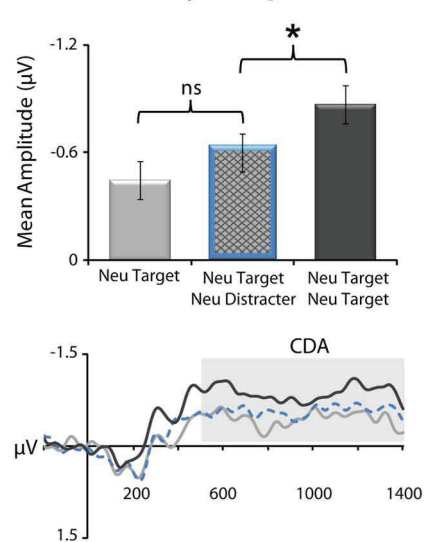 -1.2
*
ns
Mean Amplitude (µV)
-0.6
0
Neu Target
Neu Target
Neu Distracter
Neu Target
Neu Target
CDA
-1.5
µV
200
600
1000
1400
1.5